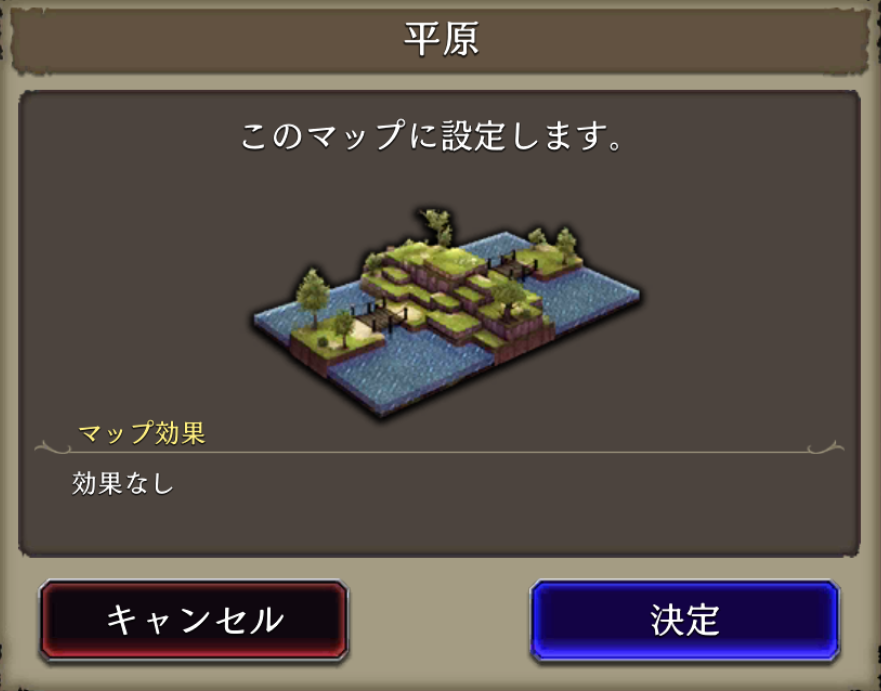 平原
このマップに設定します。
マップ効果
効果なし
キャンセル
決定